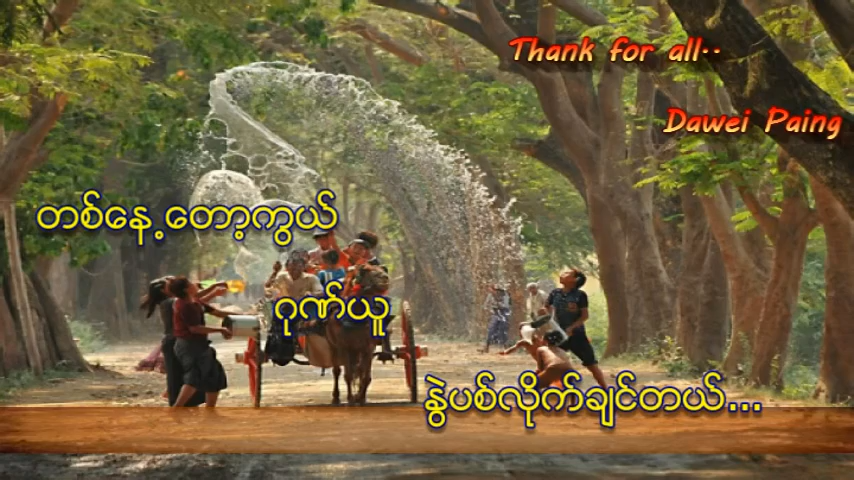 Thank for all..
Dawei Paing
တစ်နေ့တော့ကွယ်
ဂုဏ်ယူ
နွဲပစ်လိုက်ချင်တယ်...